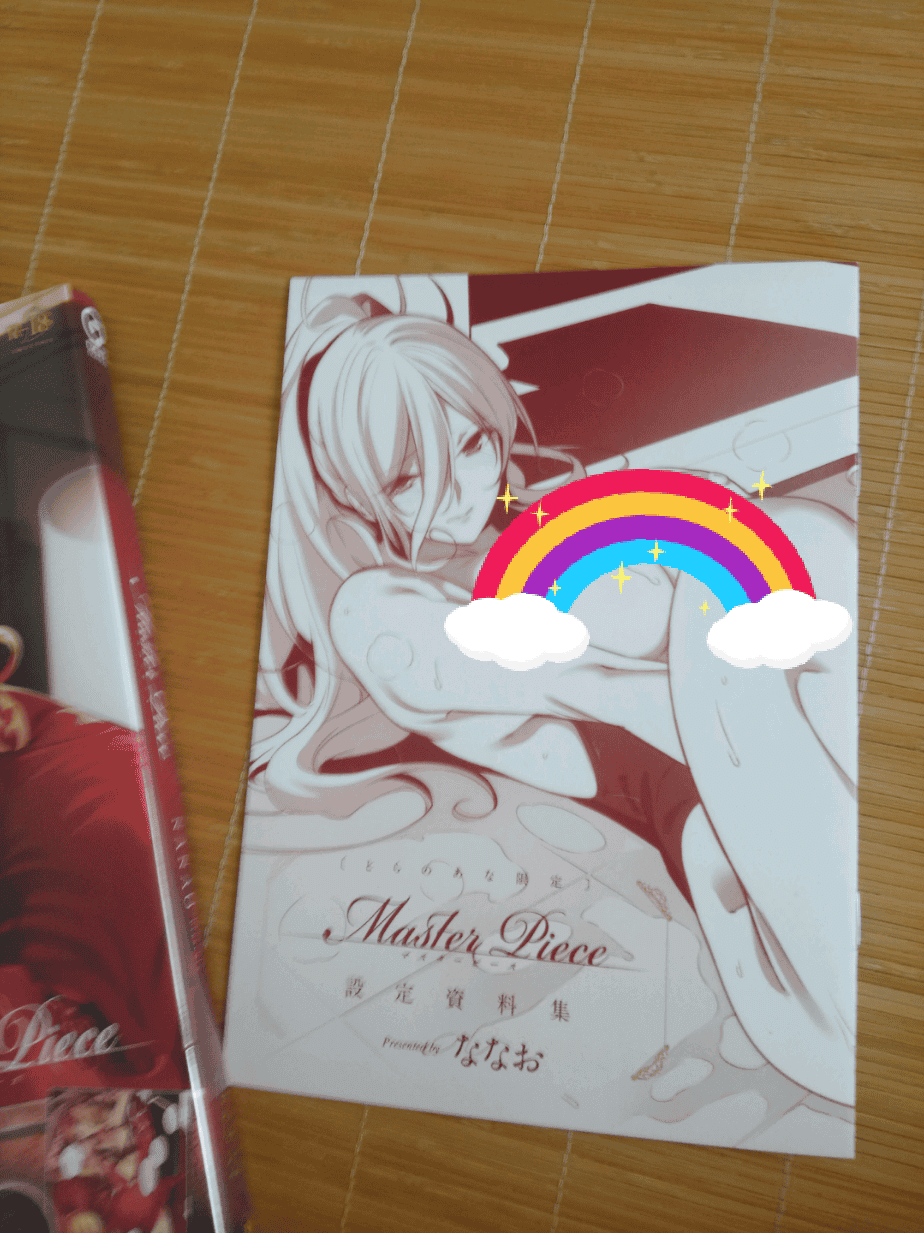 (とらのあな限定)
Master Piece
マスターピース
設定資料集
Presented by ななお
Piece